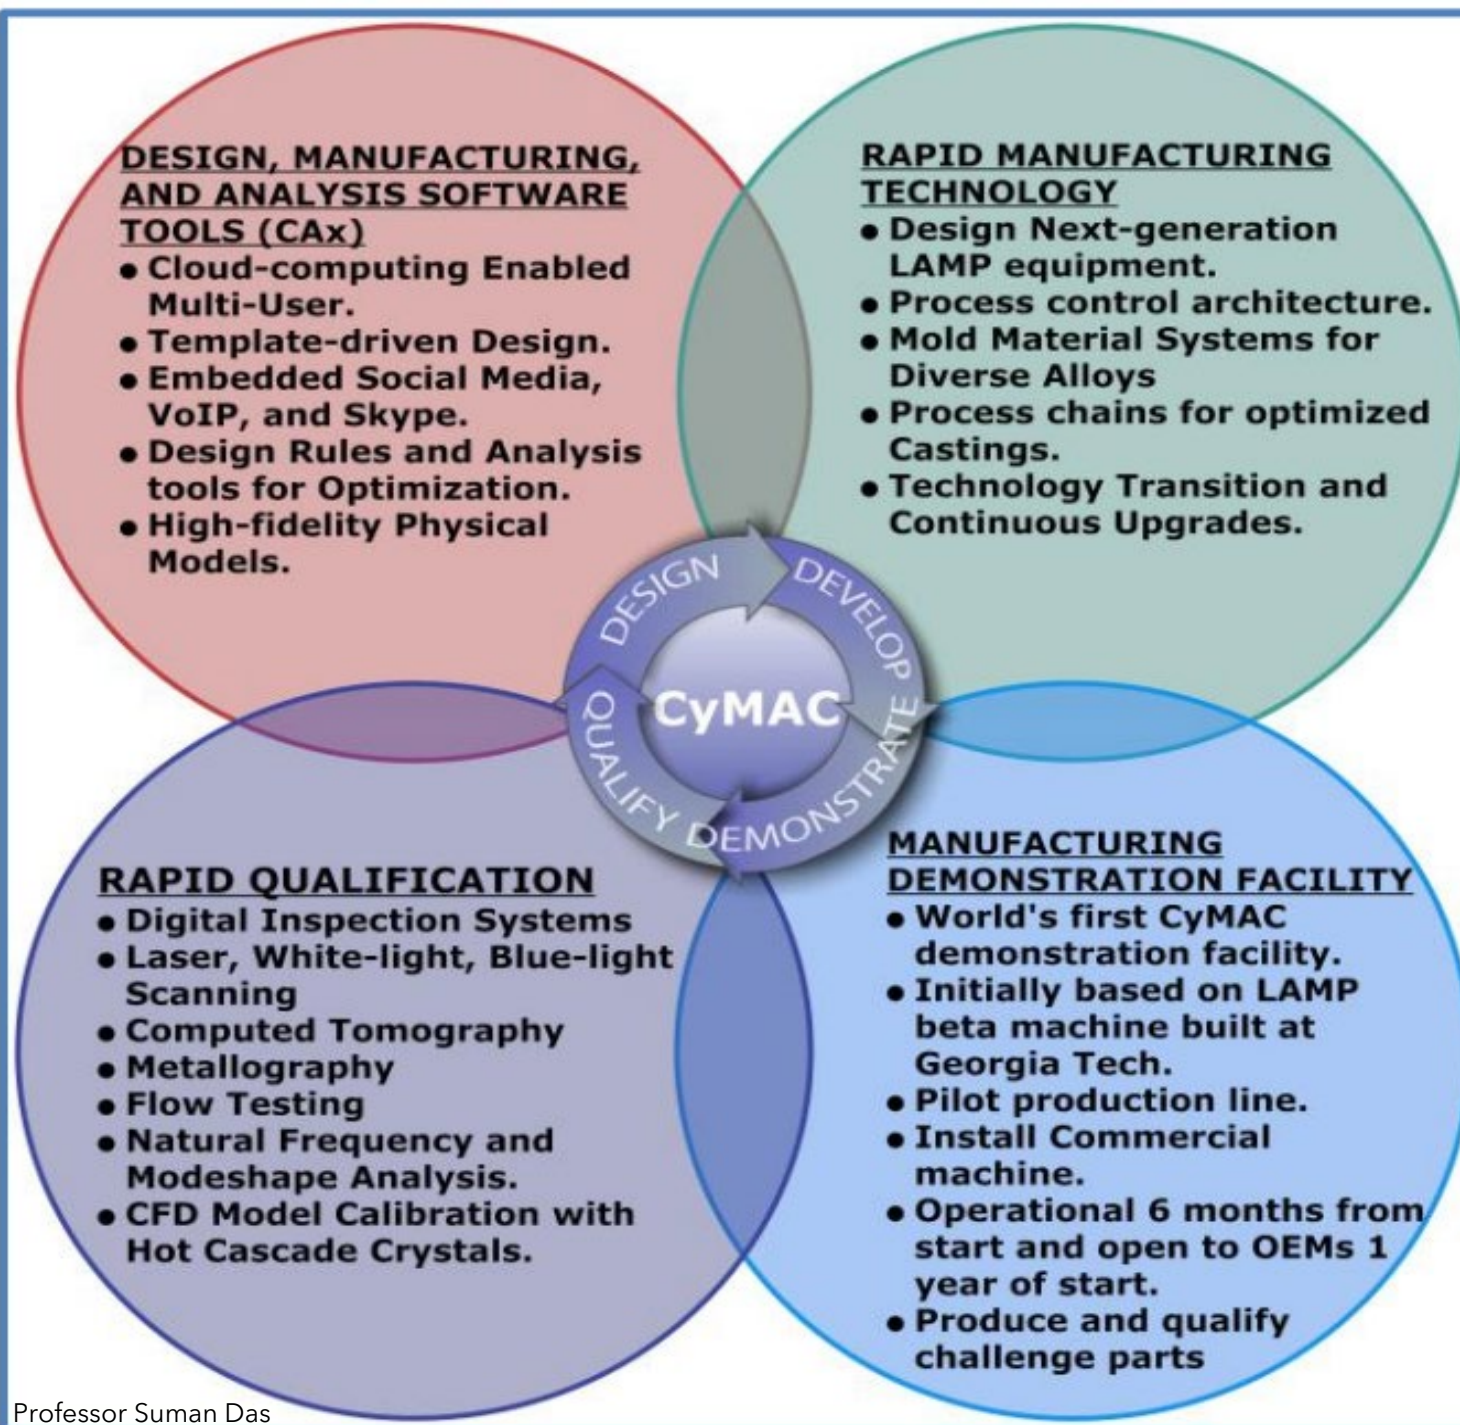 DESIGN, MANUFACTURING,
AND ANALYSIS SOFTWARE
TOOLS (CAx)
● Cloud-computing Enabled
Multi-User.
● Template-driven Design.
● Embedded Social Media,
VoIP, and Skype.
● Design Rules and Analysis
tools for Optimization.
● High-fidelity Physical
Models.
RAPID MANUFACTURING
TECHNOLOGY
● Design Next-generation
LAMP equipment.
● Process control architecture.
● Mold Material Systems for
Diverse Alloys
● Process chains for optimized
Castings.
● Technology Transition and
Continuous Upgrades.
DESIGN
DEVELOP
DEMONSTRATE
QUALIFY
CyMAC
RAPID QUALIFICATION
● Digital Inspection Systems
● Laser, White-light, Blue-light
Scanning
● Computed Tomography
● Metallography
● Flow Testing
● Natural Frequency and
Modeshape Analysis.
● CFD Model Calibration with
Hot Cascade Crystals.
MANUFACTURING
DEMONSTRATION FACILITY
● World's first CyMAC
demonstration facility.
● Initially based on LAMP
beta machine built at
Georgia Tech.
● Pilot production line.
● Install Commercial
machine.
● Operational 6 months from
start and open to OEMs 1
year of start.
● Produce and qualify
challenge parts
Professor Suman Das